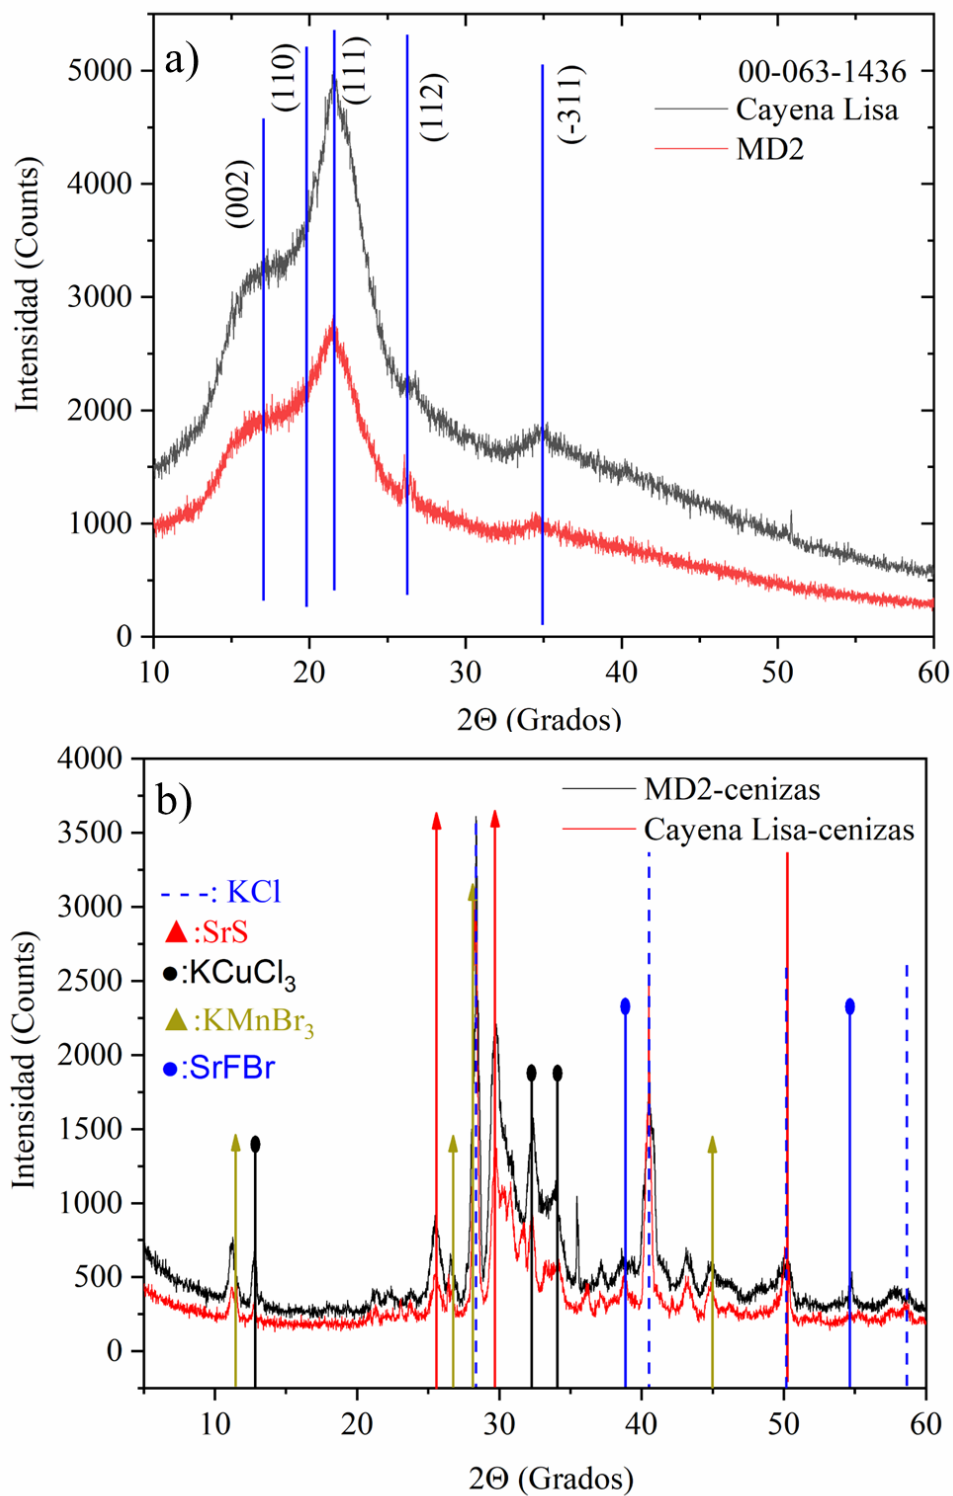 a)
00-063-1436
Cayena Lisa
MD2
(002)
(110)
(111)
(112)
(-311)
Intensidad (Counts)
5000
4000
3000
2000
1000
0
10 20 30 40 50 60
2Θ (Grados)
b)
MD2-cenizas
Cayena Lisa-cenizas
: KCl
:SrS
:KCuCl₃
:KMnBr₃
:SrFBr
Intensidad (Counts)
4000
3500
3000
2500
2000
1500
1000
500
0
10 20 30 40 50 60
2Θ (Grados)